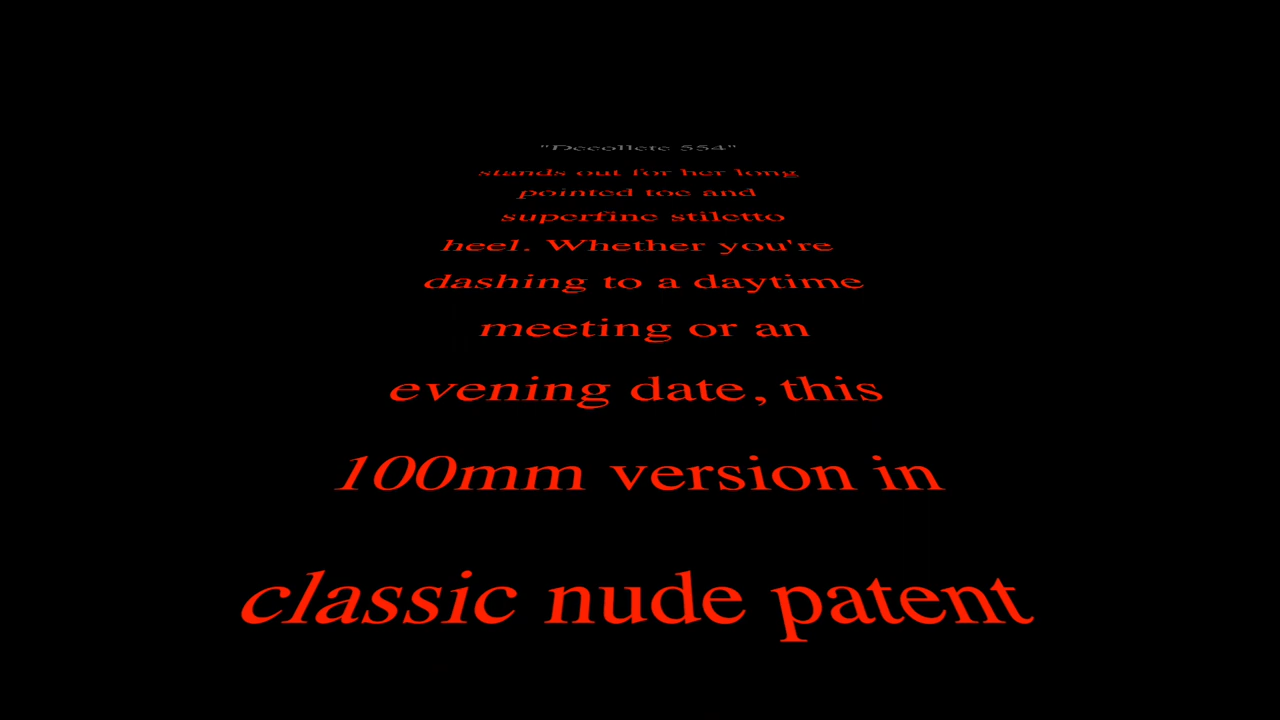 "Decollete 554"
stands out for her long
pointed toe and
superfine stiletto
heel. Whether you're
dashing to a daytime
meeting or an
evening date, this
100mm version in
classic nude patent